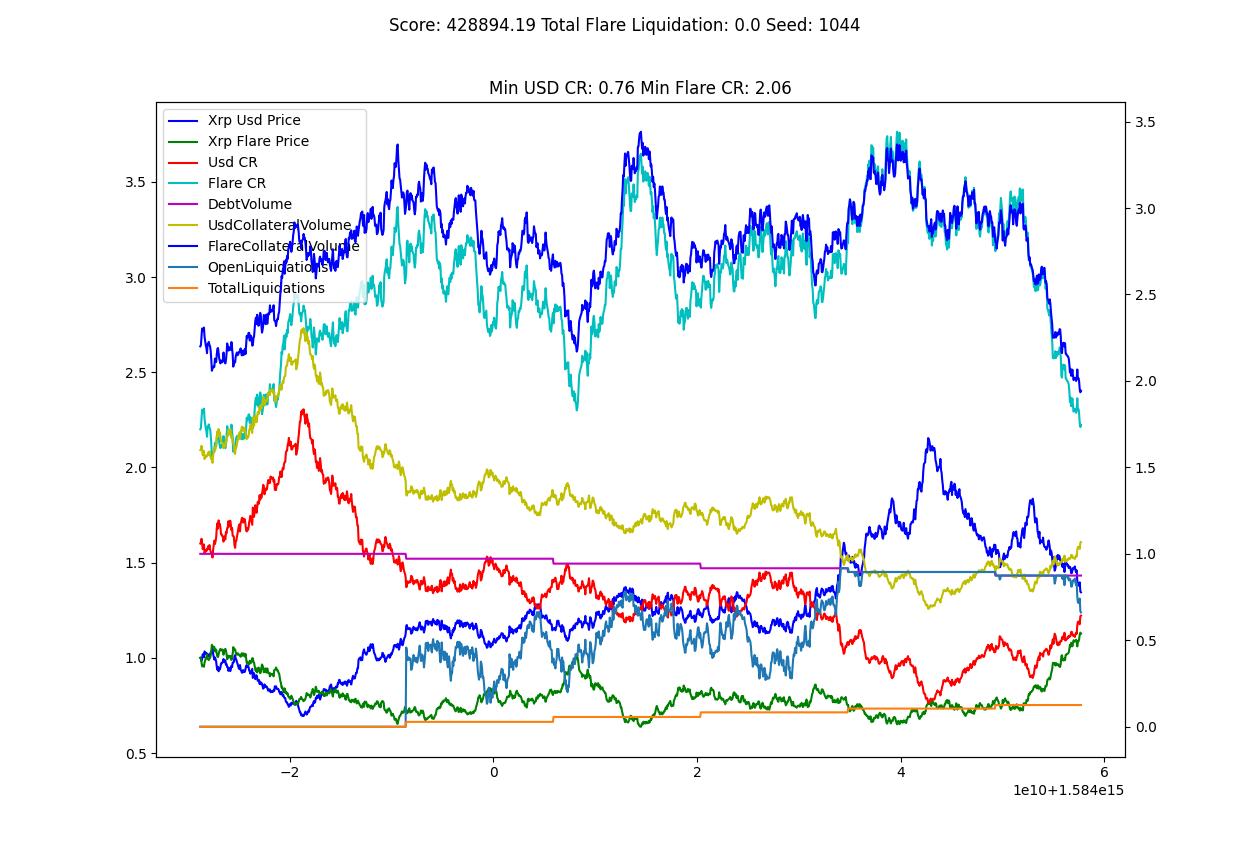 Score: 428894.19 Total Flare Liquidation: 0.0 Seed: 1044
Min USD CR: 0.76 Min Flare CR: 2.06
Xrp Usd Price
Xrp Flare Price
Usd CR
Flare CR
DebtVolume
UsdCollateralVolume
FlareCollateralVolume
OpenLiquidations
TotalLiquidations
3.5
3.0
2.5
2.0
1.5
1.0
0.5
3.5
3.0
2.5
2.0
1.5
1.0
0.5
0.0
−2
0
2
4
6
1e10+1.584e15